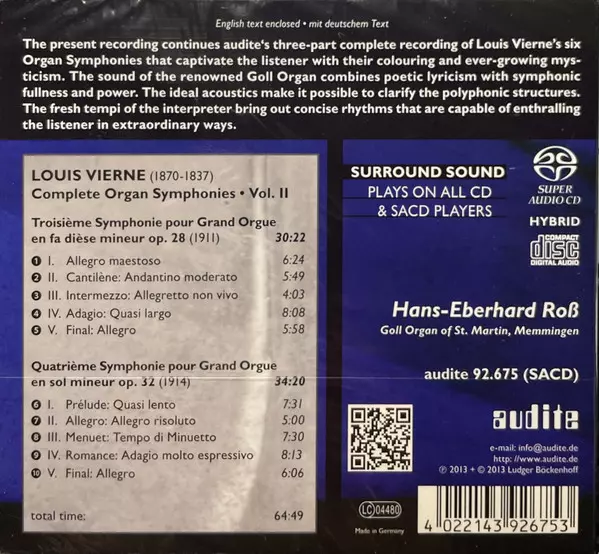 English text enclosed • mit deutschem Text
The present recording continues audite's three-part complete recording of Louis Vierne's six
Organ Symphonies that captivate the listener with their colouring and ever-growing mys-
ticism. The sound of the renowned Goll Organ combines poetic lyricism with symphonic
fullness and power. The ideal acoustics make it possible to clarify the polyphonic structures.
The fresh tempi of the interpreter bring out concise rhythms that are capable of enthralling
the listener in extraordinary ways.
LOUIS VIERNE (1870-1837)
Complete Organ Symphonies • Vol. II
Troisième Symphonie pour Grand Orgue
en fa dièse mineur op. 28 (1911) 30:22
1 I. Allegro maestoso 6:24
2 II. Cantilène: Andantino moderato 5:49
3 III. Intermezzo: Allegretto non vivo 4:03
4 IV. Adagio: Quasi largo 8:08
5 V. Final: Allegro 5:58
Quatrième Symphonie pour Grand Orgue
en sol mineur op. 32 (1914) 34:20
6 I. Prélude: Quasi lento 7:31
7 II. Allegro: Allegro risoluto 5:00
8 III. Menuet: Tempo di Minuetto 7:30
9 IV. Romance: Adagio molto espressivo 8:13
10 V. Final: Allegro 6:06
total time: 64:49
SURROUND SOUND
PLAYS ON ALL CD
& SACD PLAYERS
SUPER
AUDIO CD
HYBRID
COMPACT
disc
DIGITAL AUDIO
Hans-Eberhard Roß
Goll Organ of St. Martin, Memmingen
audite 92.675 (SACD)
audite
e-mail: info@audite.de
http: //www.audite.de
℗ 2013 + © 2013 Ludger Böckenhoff
LC 04480
Made in Germany
4 022143 926753